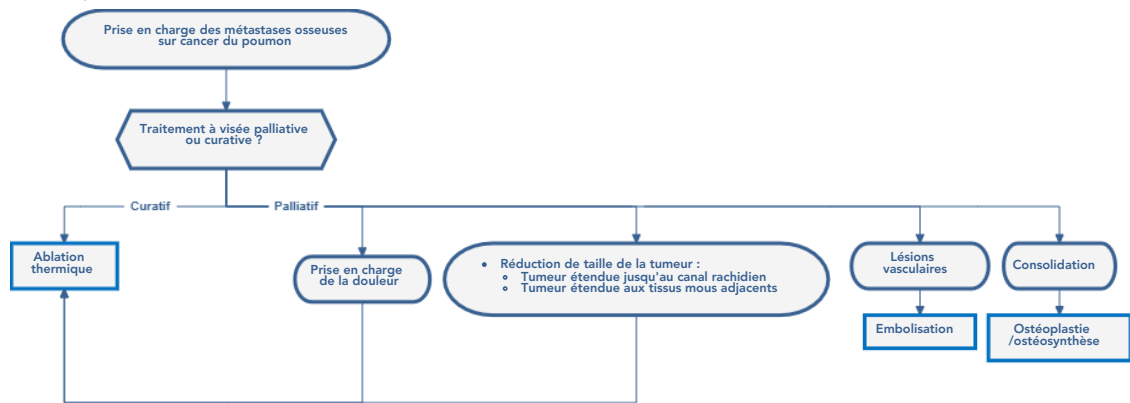 Prise en charge des métastases osseuses
sur cancer du poumon
Traitement à visée palliative
ou curative ?
Curatif
Palliatif
Ablation
thermique
Prise en charge
de la douleur
• Réduction de taille de la tumeur :
∘ Tumeur étendue jusqu'au canal rachidien
∘ Tumeur étendue aux tissus mous adjacents
Lésions
vasculaires
Consolidation
Embolisation
Ostéoplastie
/ostéosynthèse